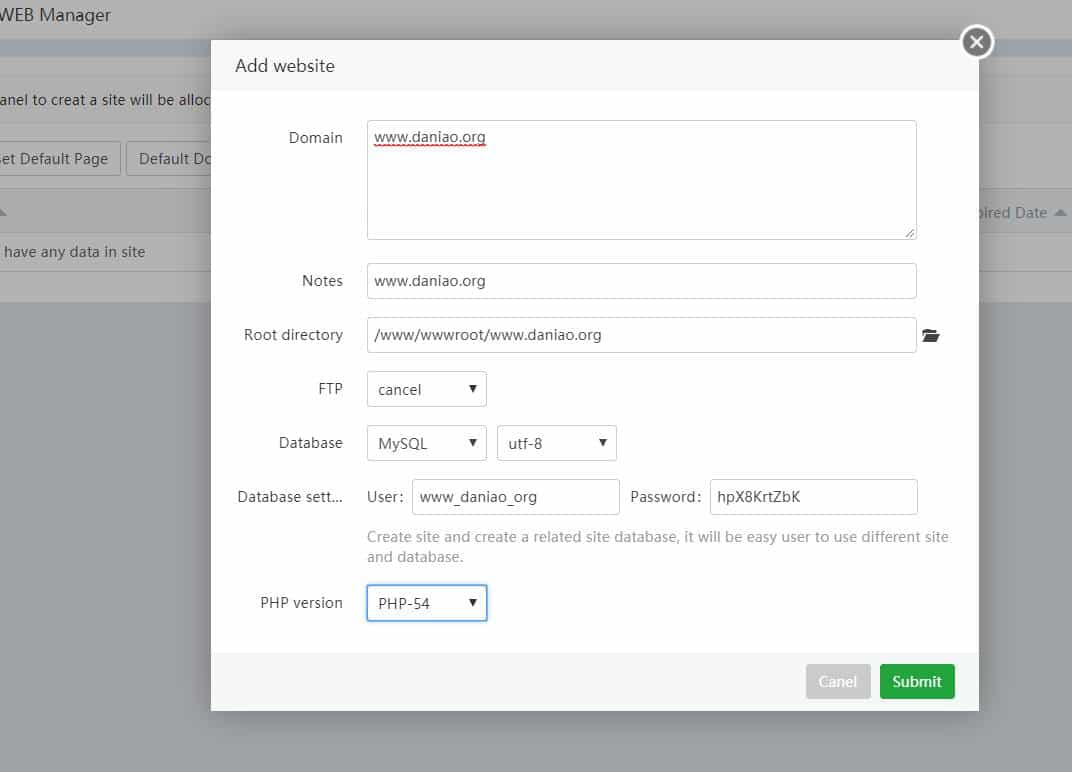 WEB Manager
Add website
anel to creat a site will be alloc
Domain www.daniao.org
et Default Page Default Do
pired Date
have any data in site
Notes www.daniao.org
Root directory /www/wwwroot/www.daniao.org
FTP cancel
Database MySQL utf-8
Database sett... User: www_daniao_org Password: hpX8KrtZbK
Create site and create a related site database, it will be easy user to use different site
and database.
PHP version PHP-54
Canel Submit